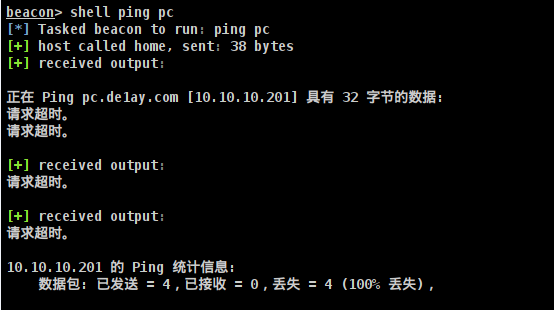 beacon> shell ping pc
[*] Tasked beacon to run: ping pc
[+] host called home, sent: 38 bytes
[+] received output:
正在 Ping pc.de1ay.com [10.10.10.201] 具有 32 字节的数据:
请求超时。
请求超时。
[+] received output:
请求超时。
[+] received output:
请求超时。
10.10.10.201 的 Ping 统计信息:
数据包: 已发送 = 4，已接收 = 0，丢失 = 4 (100% 丢失)，